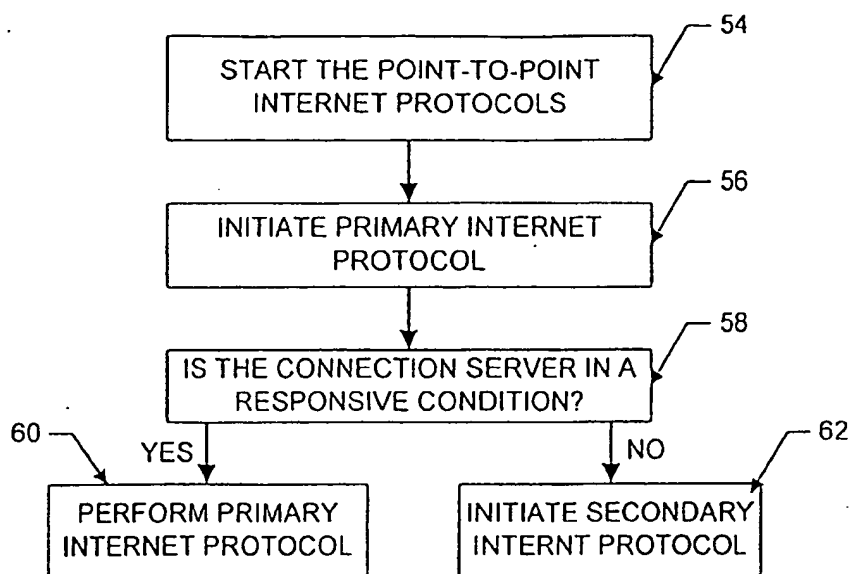 54
START THE POINT-TO-POINT
INTERNET PROTOCOLS
56
INITIATE PRIMARY INTERNET
PROTOCOL
58
IS THE CONNECTION SERVER IN A
RESPONSIVE CONDITION?
60
YES
NO
62
PERFORM PRIMARY
INTERNET PROTOCOL
INITIATE SECONDARY
INTERNT PROTOCOL